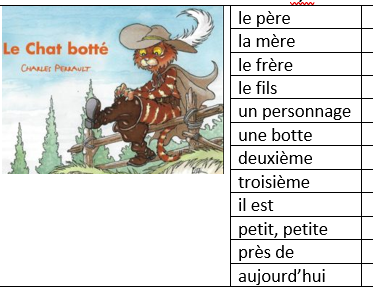 Le Chat botté
CHARLES PERRAULT
le père
la mère
le frère
le fils
un personnage
une botte
deuxième
troisième
il est
petit, petite
près de
aujourd’hui